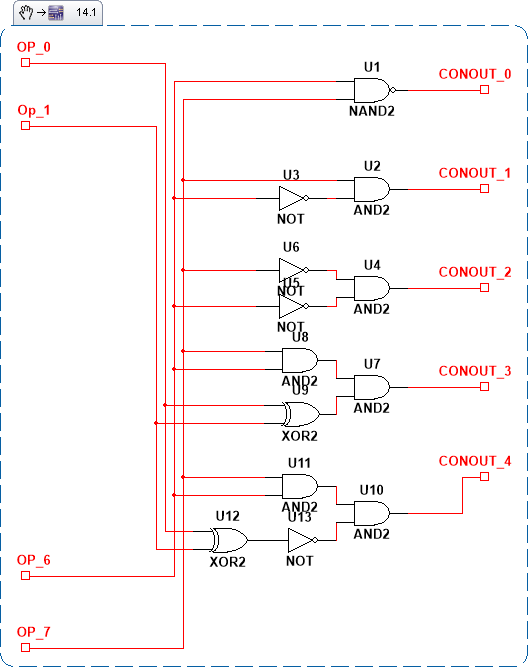 14.1
OP_0
U1
CONOUT_0
Op_1
NAND2
U2
CONOUT_1
U3
NOT
AND2
U6
U4
CONOUT_2
NOT
U5
AND2
NOT
U8
U7
CONOUT_3
AND2
U9
AND2
XOR2
U11
CONOUT_4
U10
AND2
U12
U13
AND2
XOR2
NOT
OP_6
OP_7